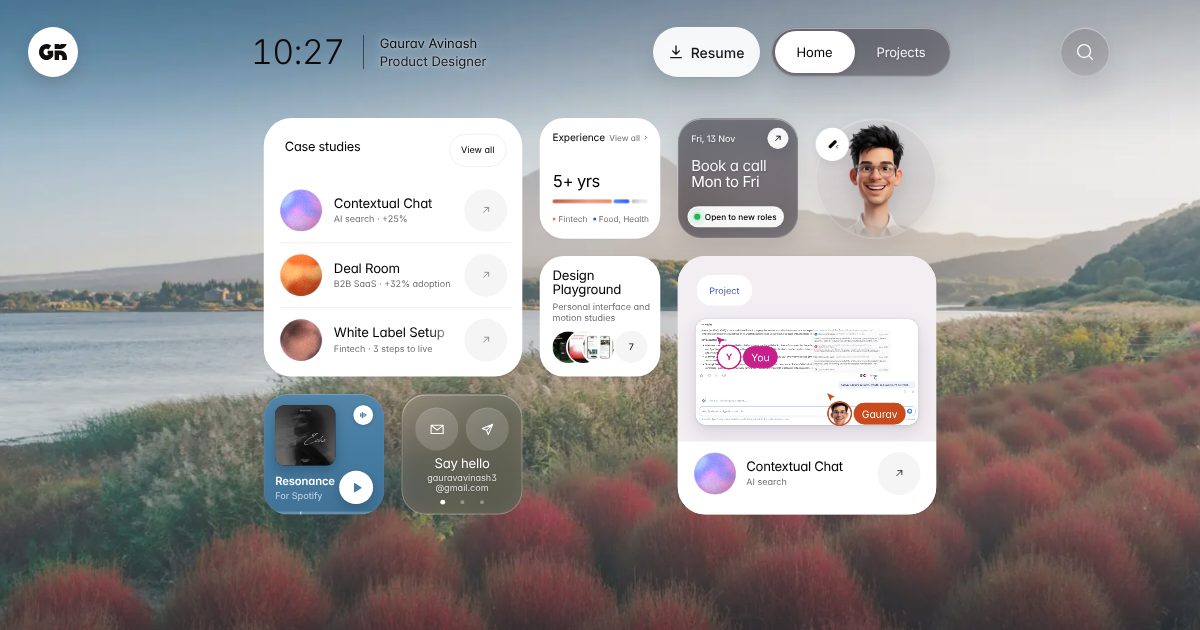 GK
10:27
Gaurav Avinash
Product Designer
Resume
Home
Projects
Case studies
View all
Contextual Chat
AI search · +25%
Deal Room
B2B SaaS · +32% adoption
White Label Setup
Fintech · 3 steps to live
Experience
View all ›
5+ yrs
Fintech
Food, Health
Fri, 13 Nov
Book a call
Mon to Fri
Open to new roles
Design
Playground
Personal interface and
motion studies
7
Project
Y
You
Gaurav
Contextual Chat
AI search
Echo
Resonance
For Spotify
Say hello
gauravavinash3
@gmail.com